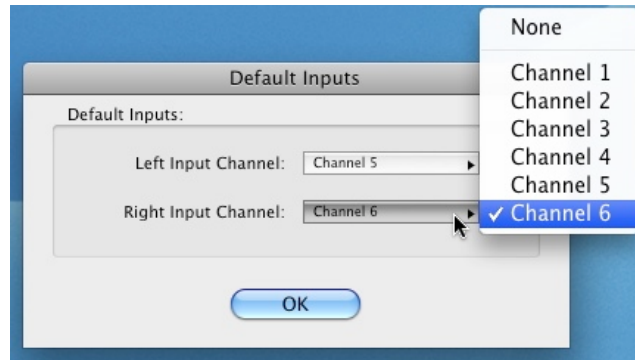 Default Inputs
Default Inputs:
Left Input Channel: Channel 5
Right Input Channel: Channel 6
OK
None
Channel 1
Channel 2
Channel 3
Channel 4
Channel 5
✓ Channel 6